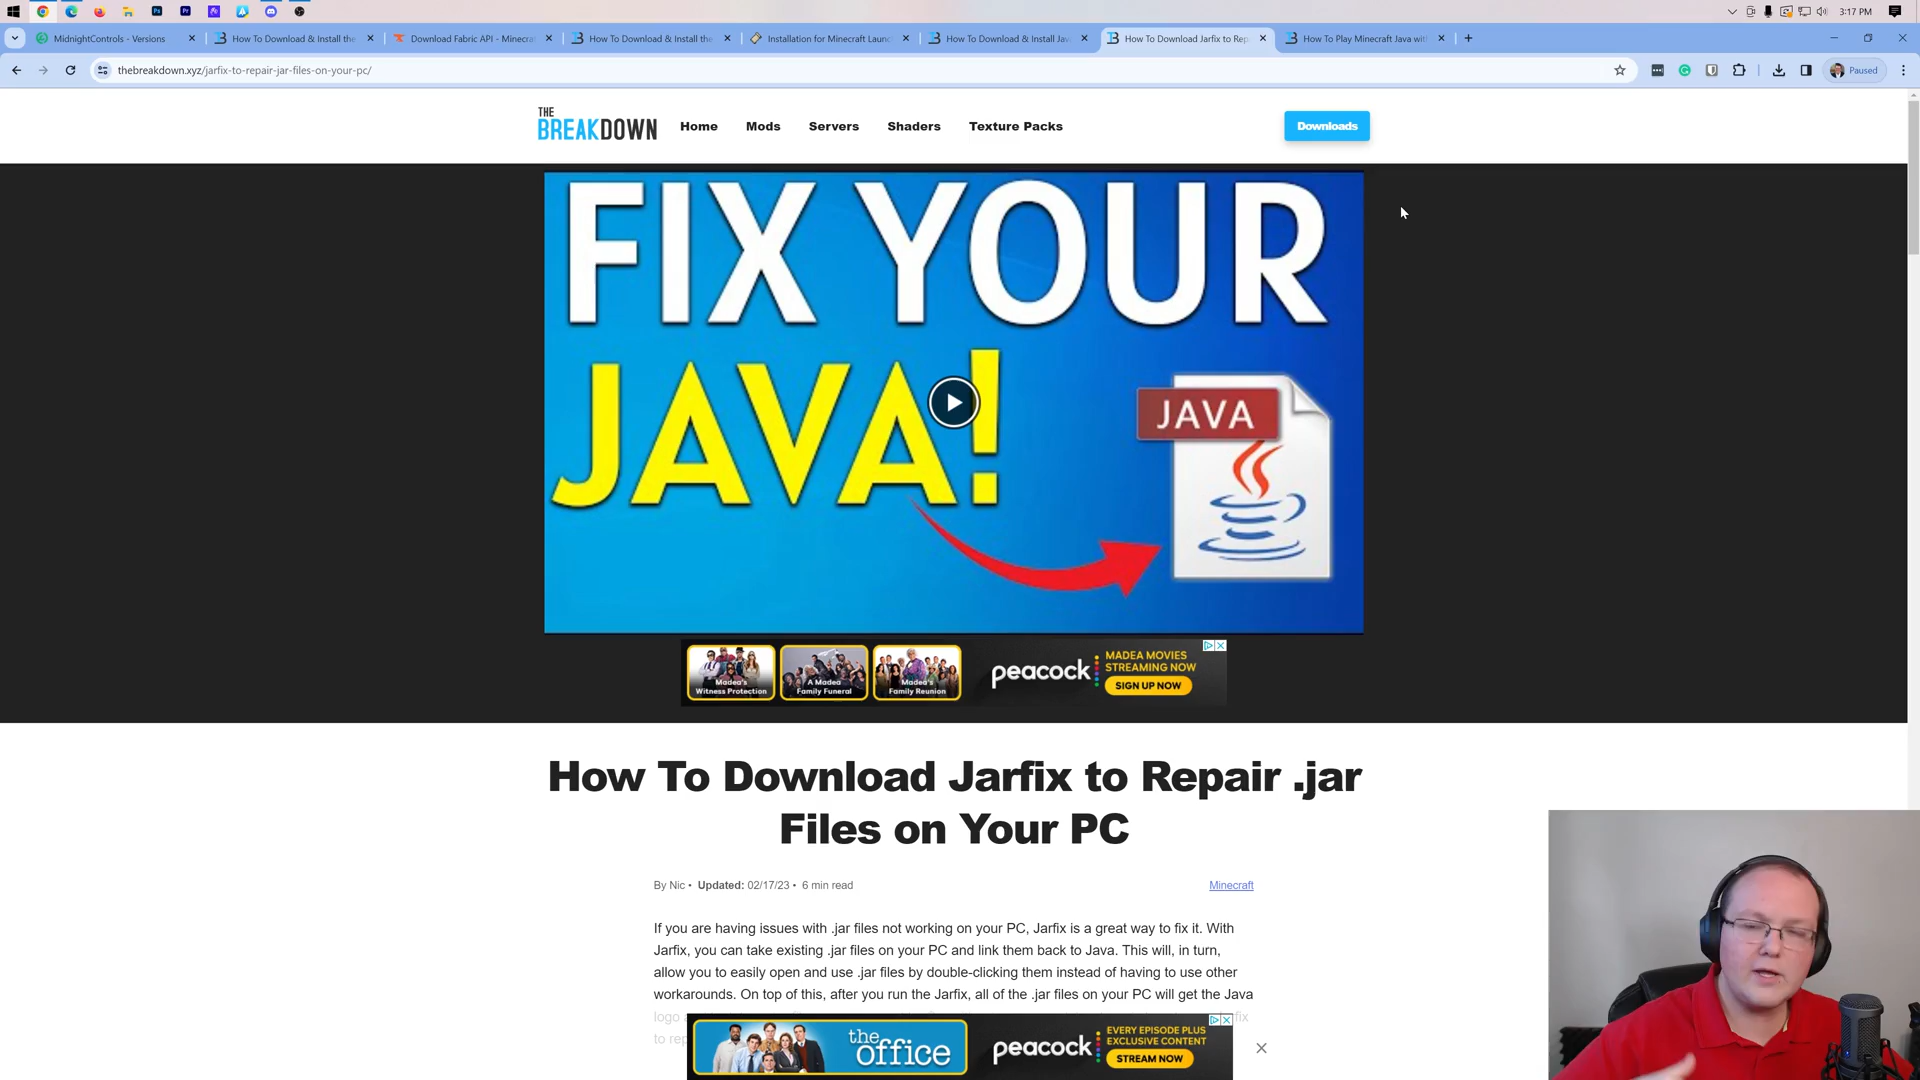 3:17 PM
MidnightControls - Versions
How To Download & Install the
Download Fabric API - Minecra
How To Download & Install the
Installation for Minecraft Launc
How To Download & Install Jav
How To Download Jarfix to Rep
How To Play Minecraft Java wit
thebreakdown.xyz/jarfix-to-repair-jar-files-on-your-pc/
Paused
THE
BREAKDOWN
Home
Mods
Servers
Shaders
Texture Packs
Downloads
FIX YOUR
JAVA!
JAVA
Madea's
Witness Protection
A Madea
Family Funeral
Madea's
Family Reunion
peacock
MADEA MOVIES
STREAMING NOW
SIGN UP NOW
How To Download Jarfix to Repair .jar
Files on Your PC
By Nic • Updated: 02/17/23 • 6 min read
Minecraft
If you are having issues with .jar files not working on your PC, Jarfix is a great way to fix it. With
Jarfix, you can take existing .jar files on your PC and link them back to Java. This will, in turn,
allow you to easily open and use .jar files by double-clicking them instead of having to use other
workarounds. On top of this, after you run the Jarfix, all of the .jar files on your PC will get the Java
logo
to rep
the
office
peacock
EVERY EPISODE PLUS
EXCLUSIVE CONTENT
STREAM NOW